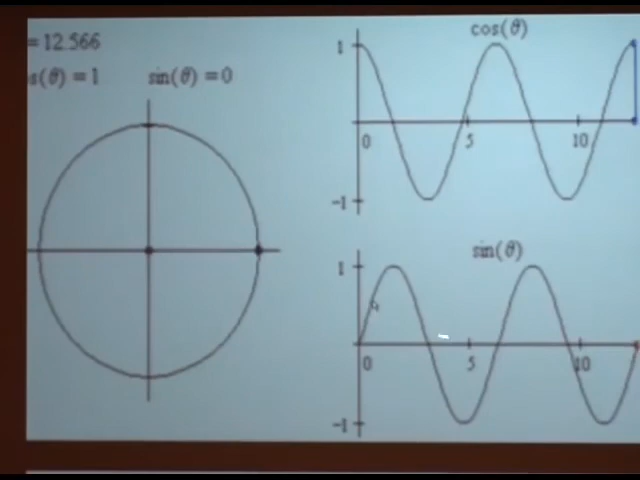 = 12.566
s(θ) = 1 sin(θ) = 0
cos(θ)
1
0 5 10
-1
sin(θ)
1
0 5 10
-1